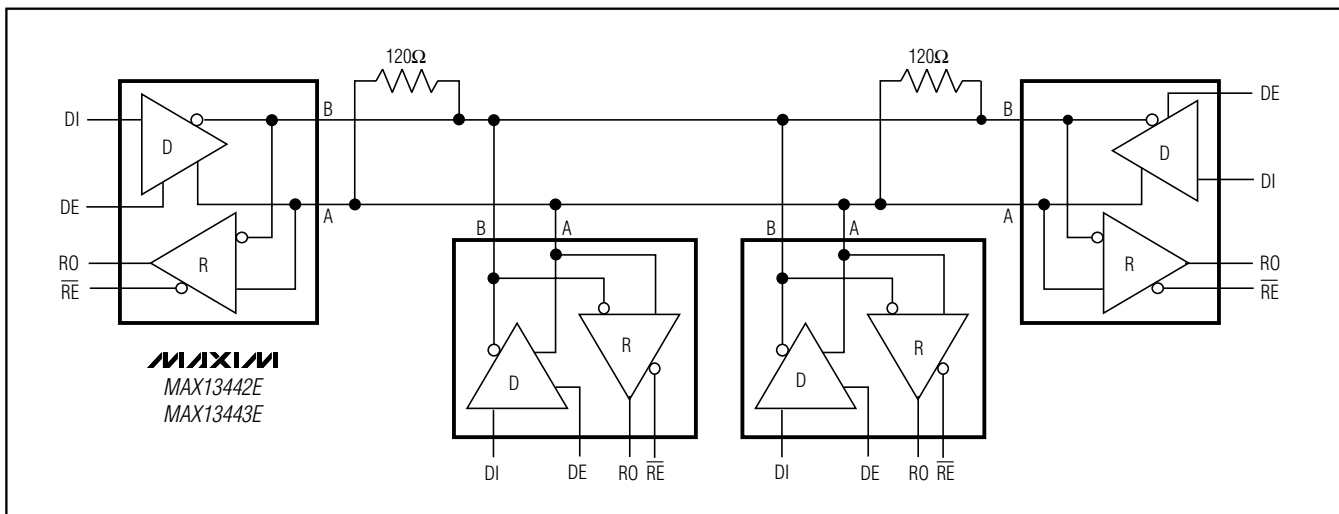 120Ω 120Ω
DI B B DE
D D
DE A A DI
B A B A
RO R R RO
RE RE
R R
D D
MAXIM
MAX13442E
MAX13443E
DI DE RO RE DI DE RO RE